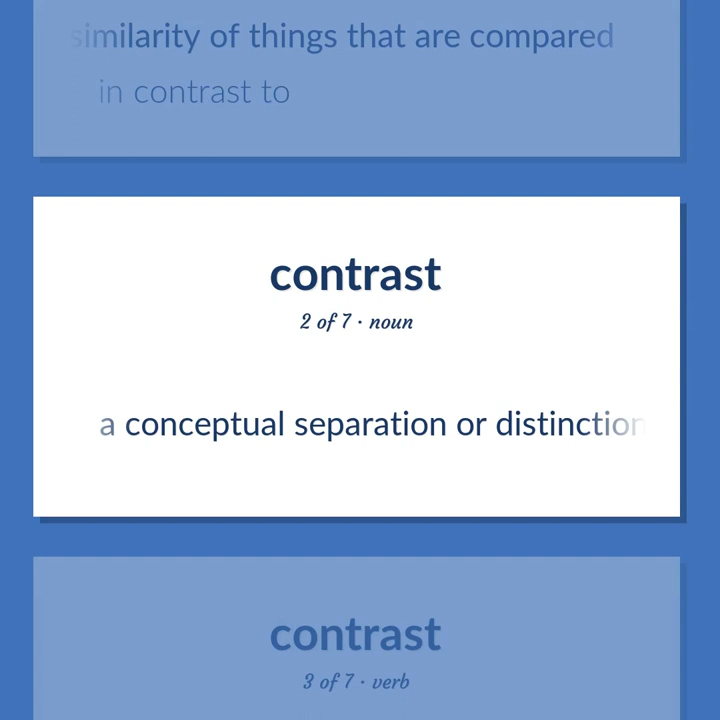 similarity of things that are compared
in contrast to
contrast
2 of 7 · noun
a conceptual separation or distinction
contrast
3 of 7 · verb